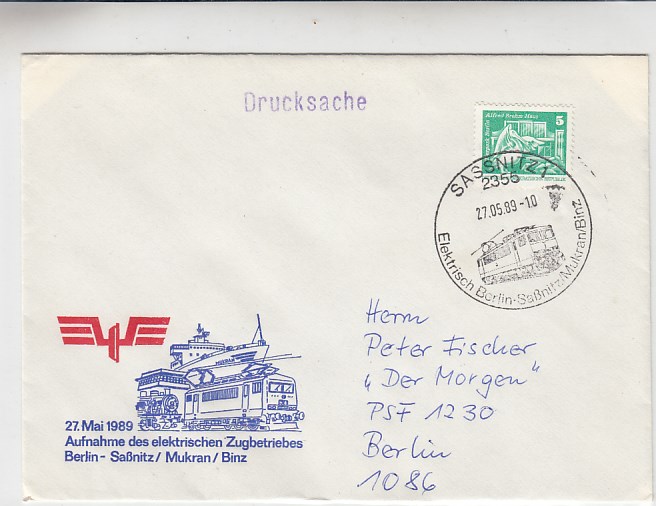 Drucksache
Alfred Brehm Haus
5
SASSNITZ 1
2355
27.05.89-10
Elektrisch Berlin-Saßnitz/Mukran/Binz
27. Mai 1989
Aufnahme des elektrischen Zugbetriebes
Berlin - Saßnitz / Mukran / Binz
Herrn
Peter Fischer
„Der Morgen"
PSF 1230
Berlin
1086